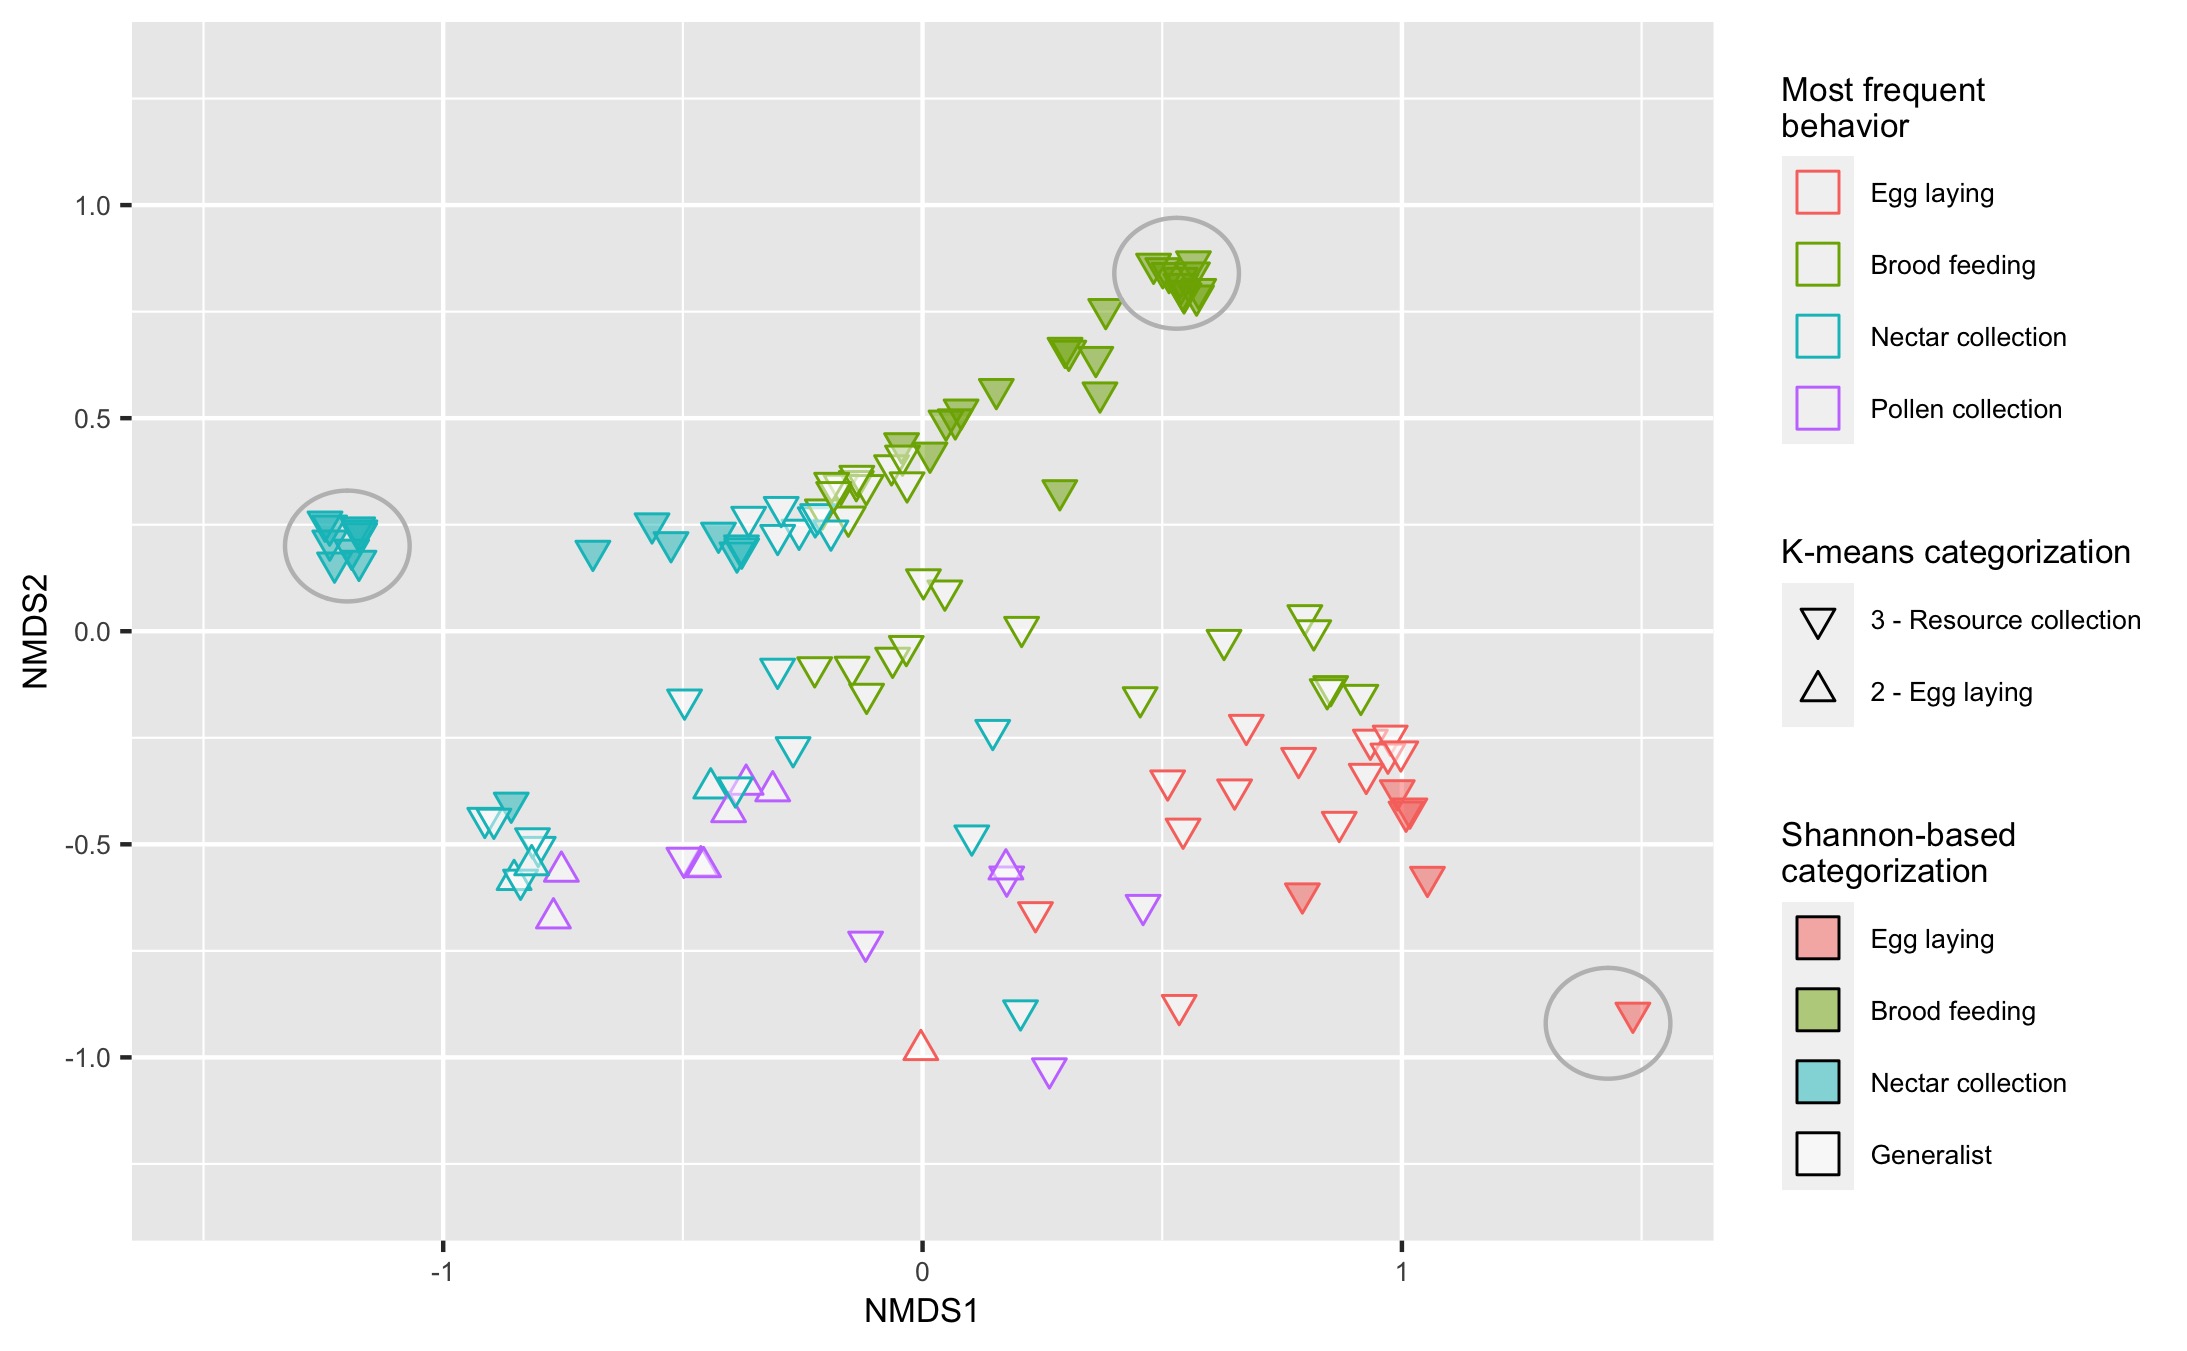 1.0
0.5
0.0
-0.5
-1.0
NMDS2
-1
0
1
NMDS1
Most frequent
behavior
Egg laying
Brood feeding
Nectar collection
Pollen collection
K-means categorization
3 - Resource collection
2 - Egg laying
Shannon-based
categorization
Egg laying
Brood feeding
Nectar collection
Generalist